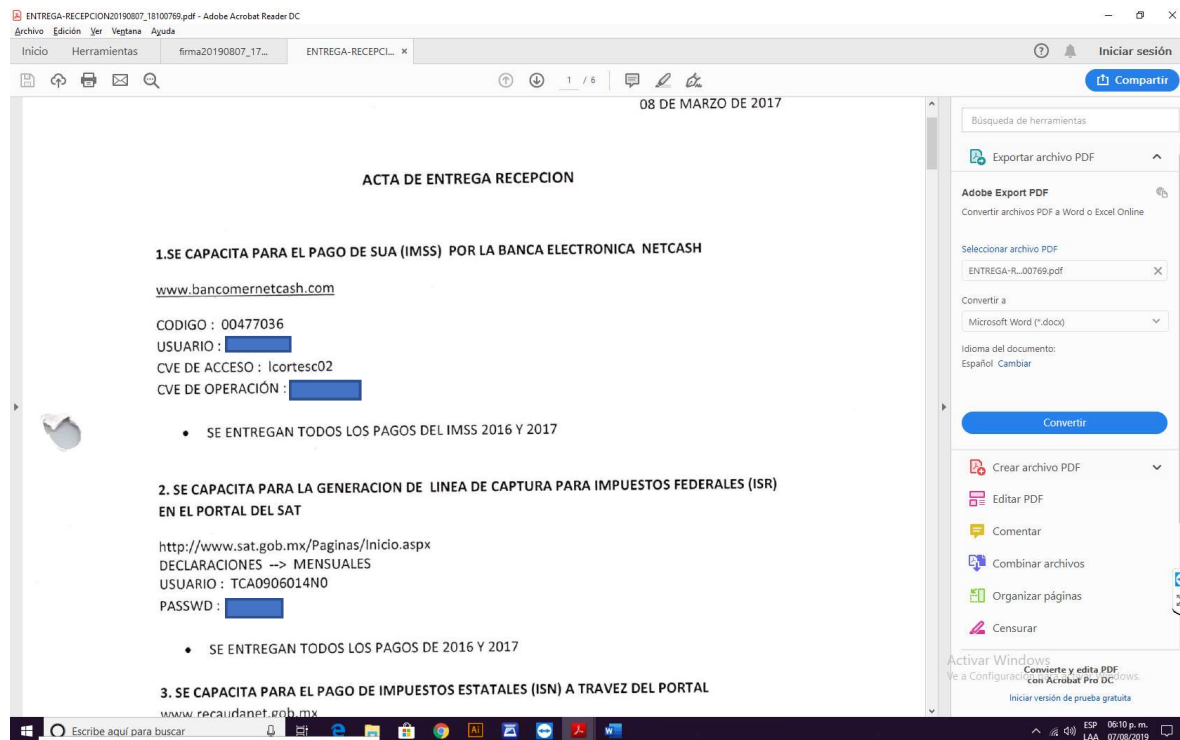 ENTREGA-RECEPCION20190807_18100769.pdf - Adobe Acrobat Reader DC
Archivo Edición Ver Ventana Ayuda
Inicio Herramientas firma20190807_17... ENTREGA-RECEPCI...
Iniciar sesión
1 / 6
Compartir
08 DE MARZO DE 2017
ACTA DE ENTREGA RECEPCION
1.SE CAPACITA PARA EL PAGO DE SUA (IMSS) POR LA BANCA ELECTRONICA NETCASH
www.bancomernetcash.com
CODIGO : 00477036
USUARIO :
CVE DE ACCESO : lcortesc02
CVE DE OPERACIÓN :
• SE ENTREGAN TODOS LOS PAGOS DEL IMSS 2016 Y 2017
2. SE CAPACITA PARA LA GENERACION DE LINEA DE CAPTURA PARA IMPUESTOS FEDERALES (ISR)
EN EL PORTAL DEL SAT
http://www.sat.gob.mx/Paginas/Inicio.aspx
DECLARACIONES --> MENSUALES
USUARIO : TCA0906014N0
PASSWD :
• SE ENTREGAN TODOS LOS PAGOS DE 2016 Y 2017
3. SE CAPACITA PARA EL PAGO DE IMPUESTOS ESTATALES (ISN) A TRAVEZ DEL PORTAL
www.recaudanet.gob.mx
Búsqueda de herramientas
Exportar archivo PDF
Adobe Export PDF
Convertir archivos PDF a Word o Excel Online
Seleccionar archivo PDF
ENTREGA-R...00769.pdf
Convertir a
Microsoft Word (*.docx)
Idioma del documento:
Español Cambiar
Convertir
Crear archivo PDF
Editar PDF
Comentar
Combinar archivos
Organizar páginas
Censurar
Activar Windows
Convierte y edita PDF
con Acrobat Pro DC
Iniciar versión de prueba gratuita
Escribe aquí para buscar
ESP 06:10 p. m.
LAA 07/08/2019